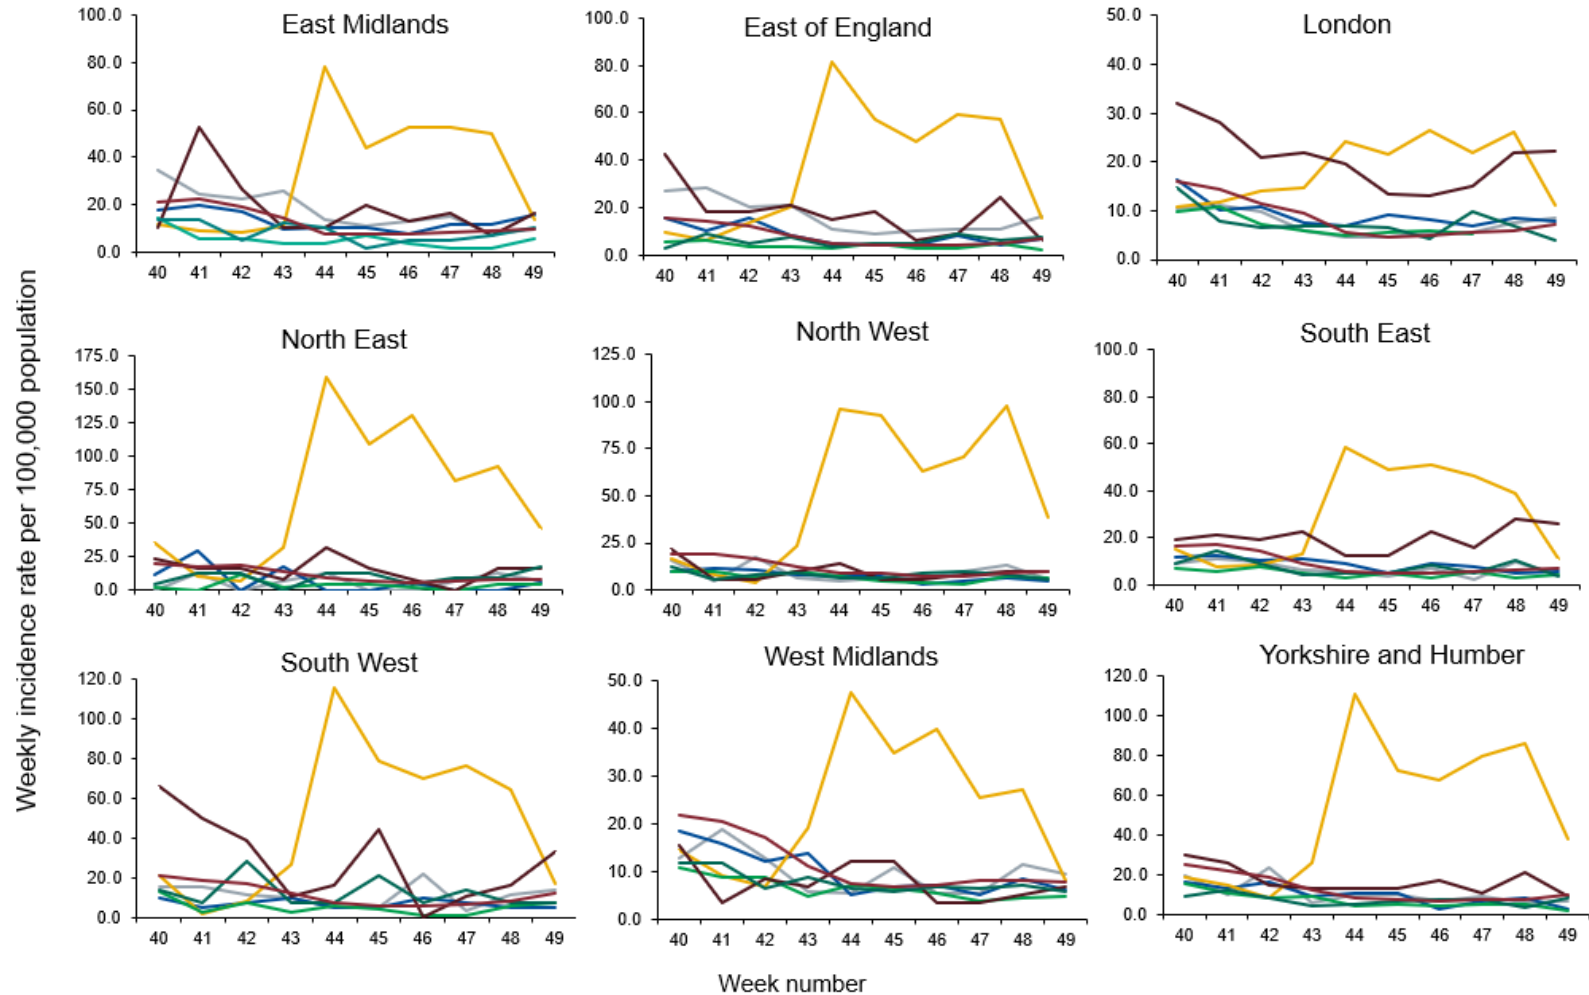 East Midlands
100.0
80.0
60.0
40.0
20.0
0.0
40 41 42 43 44 45 46 47 48 49
East of England
100.0
80.0
60.0
40.0
20.0
0.0
40 41 42 43 44 45 46 47 48 49
London
50.0
40.0
30.0
20.0
10.0
0.0
40 41 42 43 44 45 46 47 48 49
Weekly incidence rate per 100,000 population
North East
175.0
150.0
125.0
100.0
75.0
50.0
25.0
0.0
40 41 42 43 44 45 46 47 48 49
North West
125.0
100.0
75.0
50.0
25.0
0.0
40 41 42 43 44 45 46 47 48 49
South East
100.0
80.0
60.0
40.0
20.0
0.0
40 41 42 43 44 45 46 47 48 49
South West
120.0
100.0
80.0
60.0
40.0
20.0
0.0
40 41 42 43 44 45 46 47 48 49
West Midlands
50.0
40.0
30.0
20.0
10.0
0.0
40 41 42 43 44 45 46 47 48 49
Yorkshire and Humber
120.0
100.0
80.0
60.0
40.0
20.0
0.0
40 41 42 43 44 45 46 47 48 49
Week number